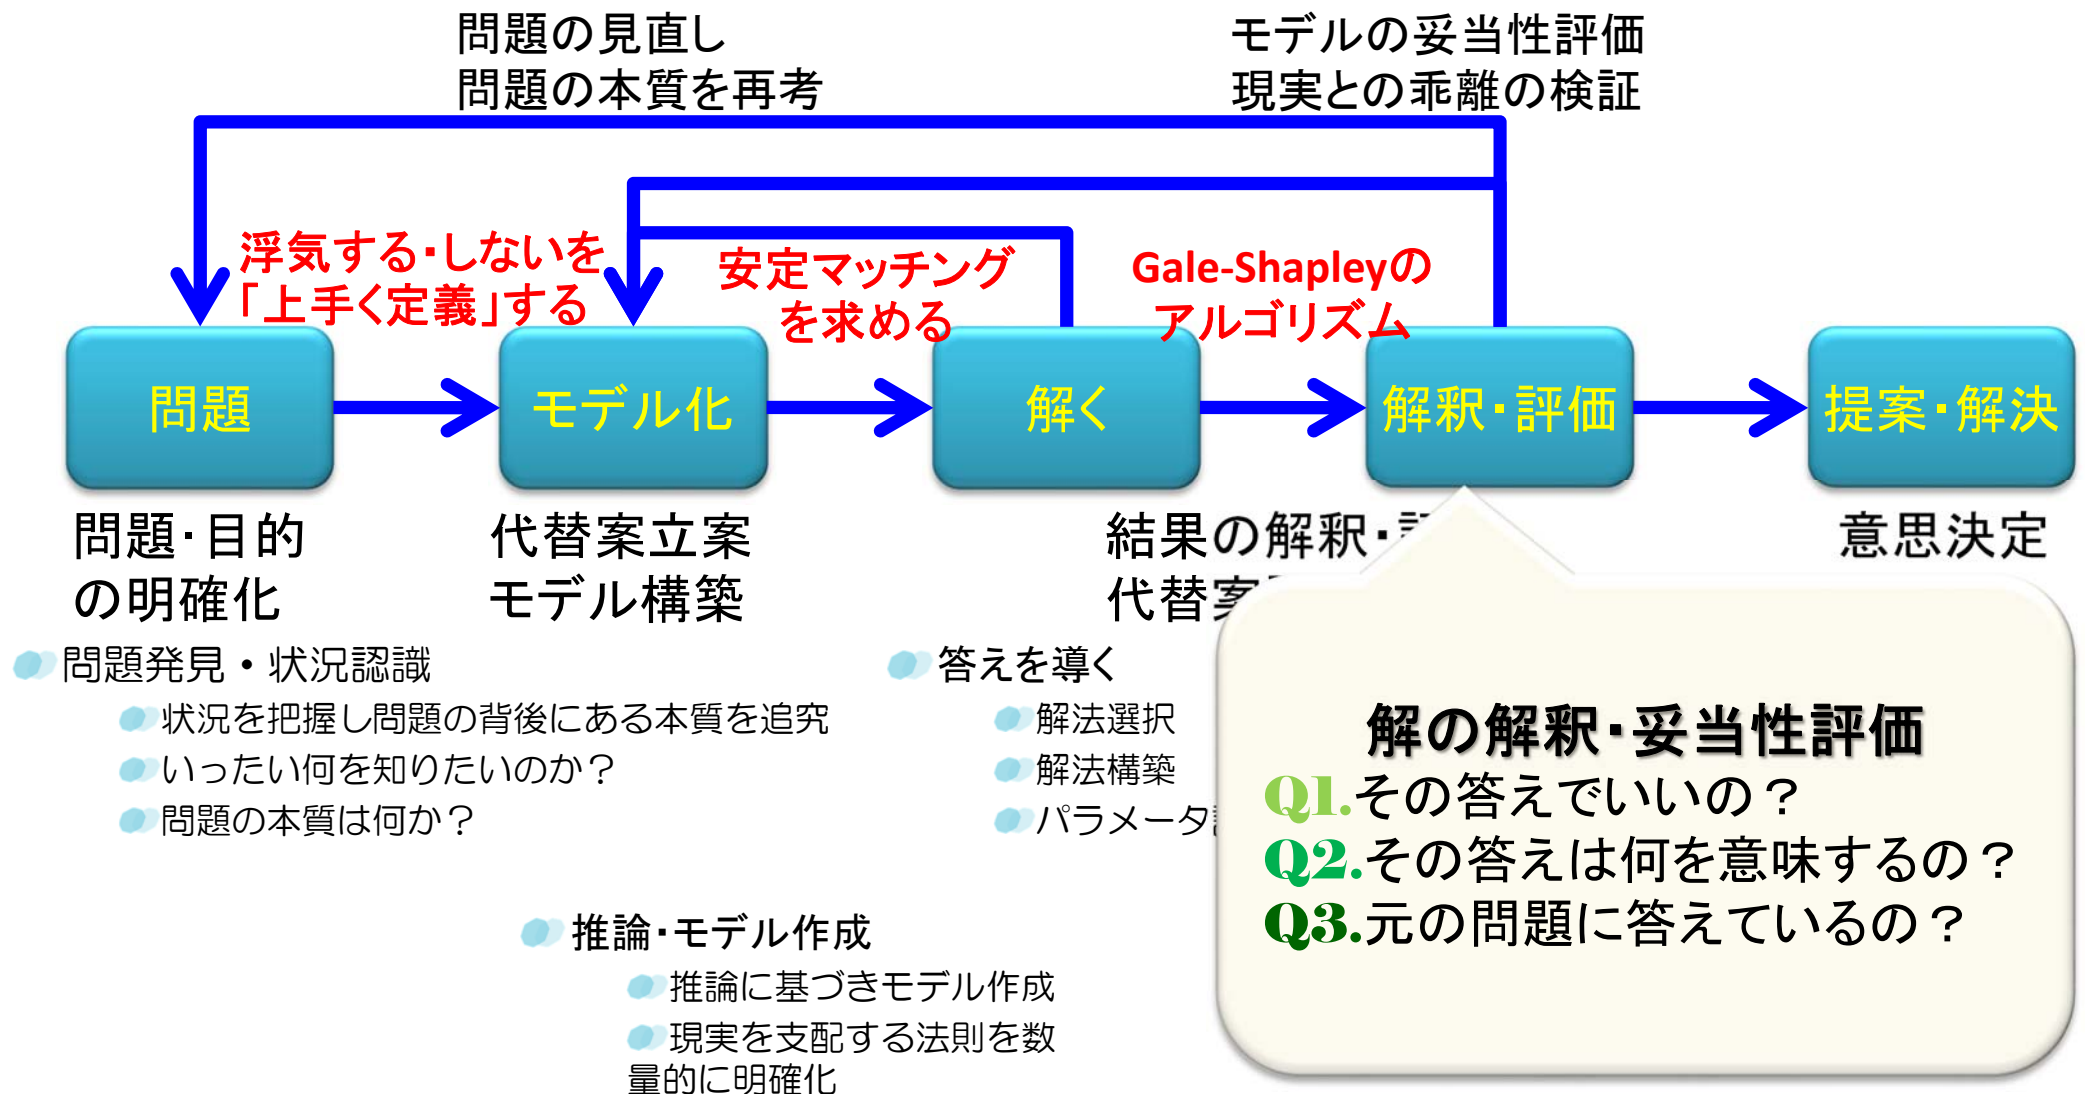 問題の見直し
問題の本質を再考
モデルの妥当性評価
現実との乖離の検証
浮気する・しないを
「上手く定義」する
安定マッチング
を求める
Gale-Shapleyの
アルゴリズム
問題
モデル化
解く
解釈・評価
提案・解決
問題・目的
の明確化
代替案立案
モデル構築
結果の解釈・
代替案
意思決定
問題発見・状況認識
状況を把握し問題の背後にある本質を追究
いったい何を知りたいのか？
問題の本質は何か？
答えを導く
解法選択
解法構築
パラメータ
推論・モデル作成
推論に基づきモデル作成
現実を支配する法則を数
量的に明確化
解の解釈・妥当性評価
Q1.その答えでいいの？
Q2.その答えは何を意味するの？
Q3.元の問題に答えているの？